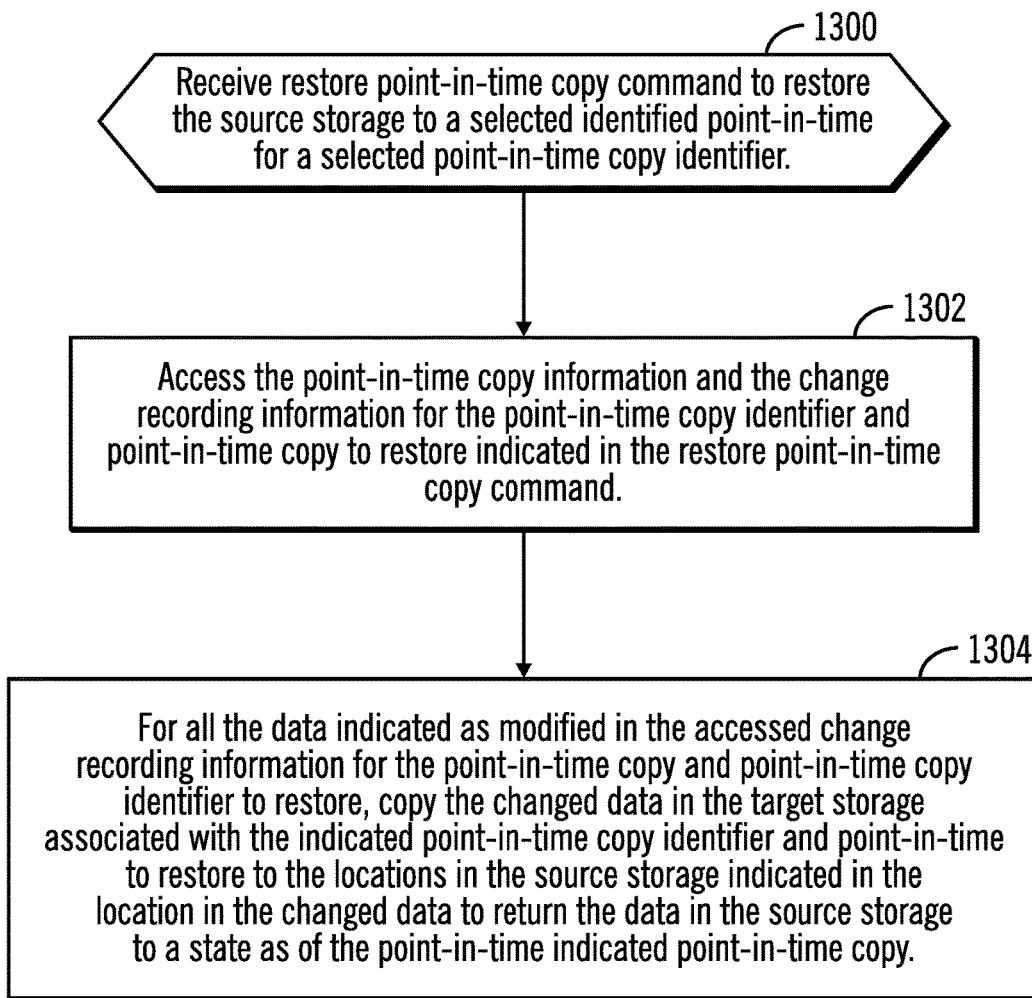 1300
Receive restore point-in-time copy command to restore
the source storage to a selected identified point-in-time
for a selected point-in-time copy identifier.
1302
Access the point-in-time copy information and the change
recording information for the point-in-time copy identifier and
point-in-time copy to restore indicated in the restore point-in-time
copy command.
1304
For all the data indicated as modified in the accessed change
recording information for the point-in-time copy and point-in-time copy
identifier to restore, copy the changed data in the target storage
associated with the indicated point-in-time copy identifier and point-in-time
to restore to the locations in the source storage indicated in the
location in the changed data to return the data in the source storage
to a state as of the point-in-time indicated point-in-time copy.